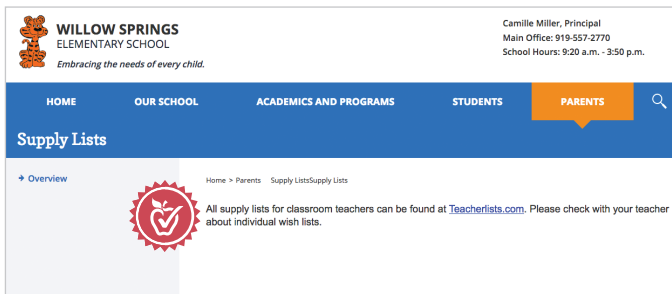 WILLOW SPRINGS
ELEMENTARY SCHOOL
Embracing the needs of every child.
Camille Miller, Principal
Main Office: 919-557-2770
School Hours: 9:20 a.m. - 3:50 p.m.
HOME OUR SCHOOL ACADEMICS AND PROGRAMS STUDENTS PARENTS
Supply Lists
→ Overview
Home > Parents Supply ListsSupply Lists
All supply lists for classroom teachers can be found at Teacherlists.com. Please check with your teacher
about individual wish lists.